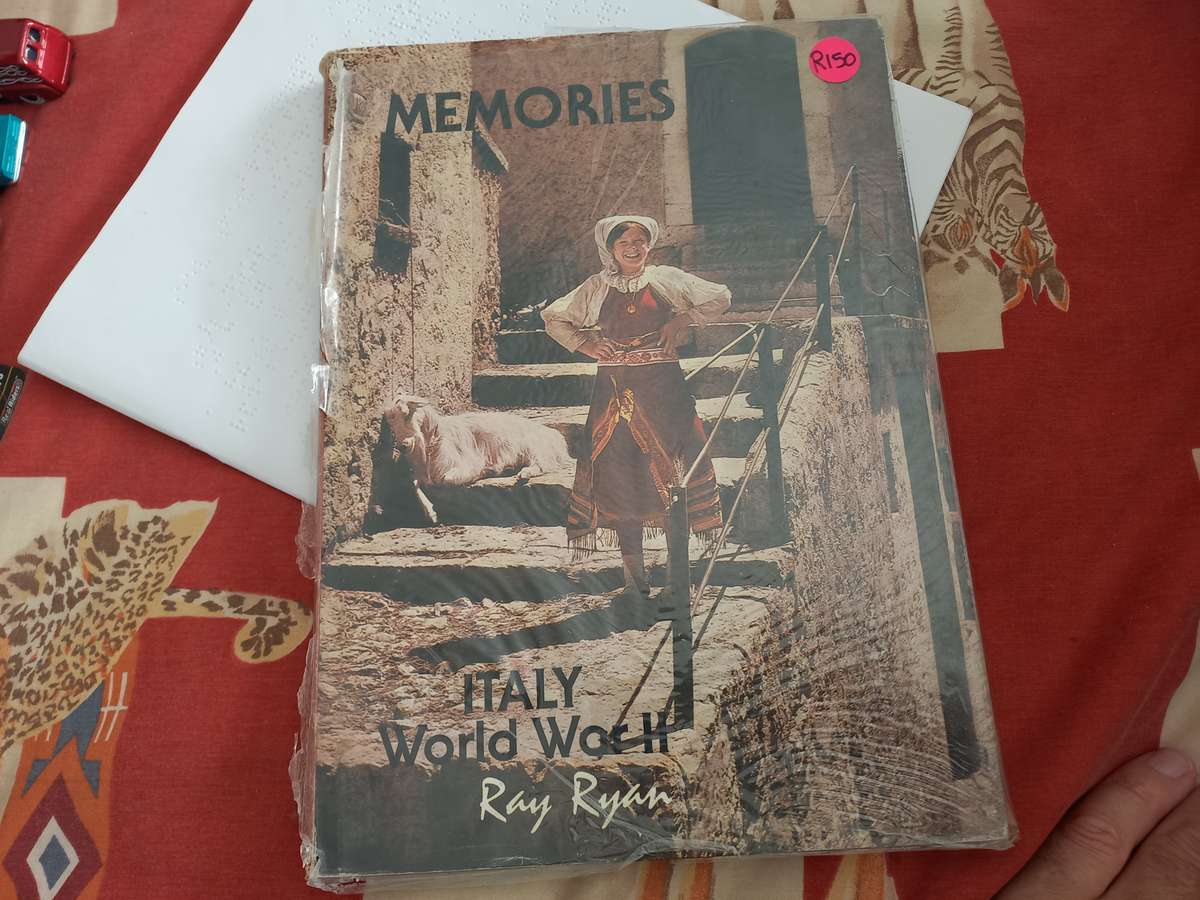 R150
MEMORIES
ITALY
World War II
Ray Ryan